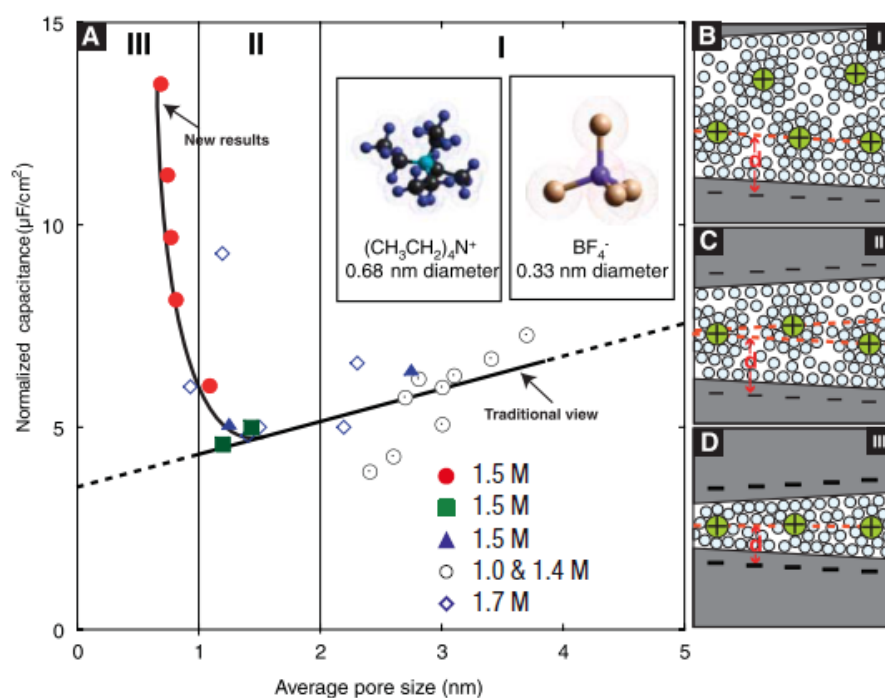 A
III
II
I
15
10
5
0
Normalized capacitance(µF/cm²)
New results
(CH₃CH₂)₄N⁺
0.68 nm diameter
BF₄⁻
0.33 nm diameter
Traditional view
1.5 M
1.5 M
1.5 M
1.0 & 1.4 M
1.7 M
0 1 2 3 4 5
Average pore size (nm)
B
I
d
C
II
d
D
III
d